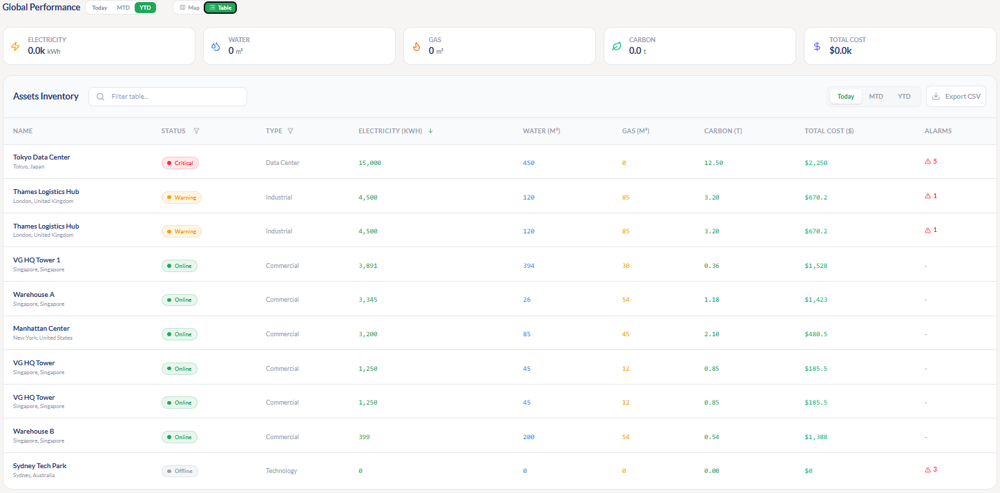 Global Performance Today MTD YTD Map Table
ELECTRICITY WATER GAS CARBON TOTAL COST
0.0k kWh 0 m³ 0 m³ 0.0 t $0.0k
Assets Inventory Filter table... Today MTD YTD Export CSV
NAME STATUS TYPE ELECTRICITY (KWH) ↓ WATER (M³) GAS (M³) CARBON (T) TOTAL COST ($) ALARMS
Tokyo Data Center
Tokyo, Japan
Critical Data Center 15,000 450 0 12.50 $2,250 5
Thames Logistics Hub
London, United Kingdom
Warning Industrial 4,500 120 85 3.20 $670.2 1
Thames Logistics Hub
London, United Kingdom
Warning Industrial 4,500 120 85 3.20 $670.2 1
VG HQ Tower 1
Singapore, Singapore
Online Commercial 3,891 394 30 0.36 $1,528 -
Warehouse A
Singapore, Singapore
Online Commercial 3,345 26 54 1.18 $1,423 -
Manhattan Center
New York, United States
Online Commercial 3,200 85 45 2.10 $480.5 -
VG HQ Tower
Singapore, Singapore
Online Commercial 1,250 45 12 0.85 $185.5 -
VG HQ Tower
Singapore, Singapore
Online Commercial 1,250 45 12 0.85 $185.5 -
Warehouse B
Singapore, Singapore
Online Commercial 399 200 54 0.54 $1,388 -
Sydney Tech Park
Sydney, Australia
Offline Technology 0 0 0 0.00 $0 3